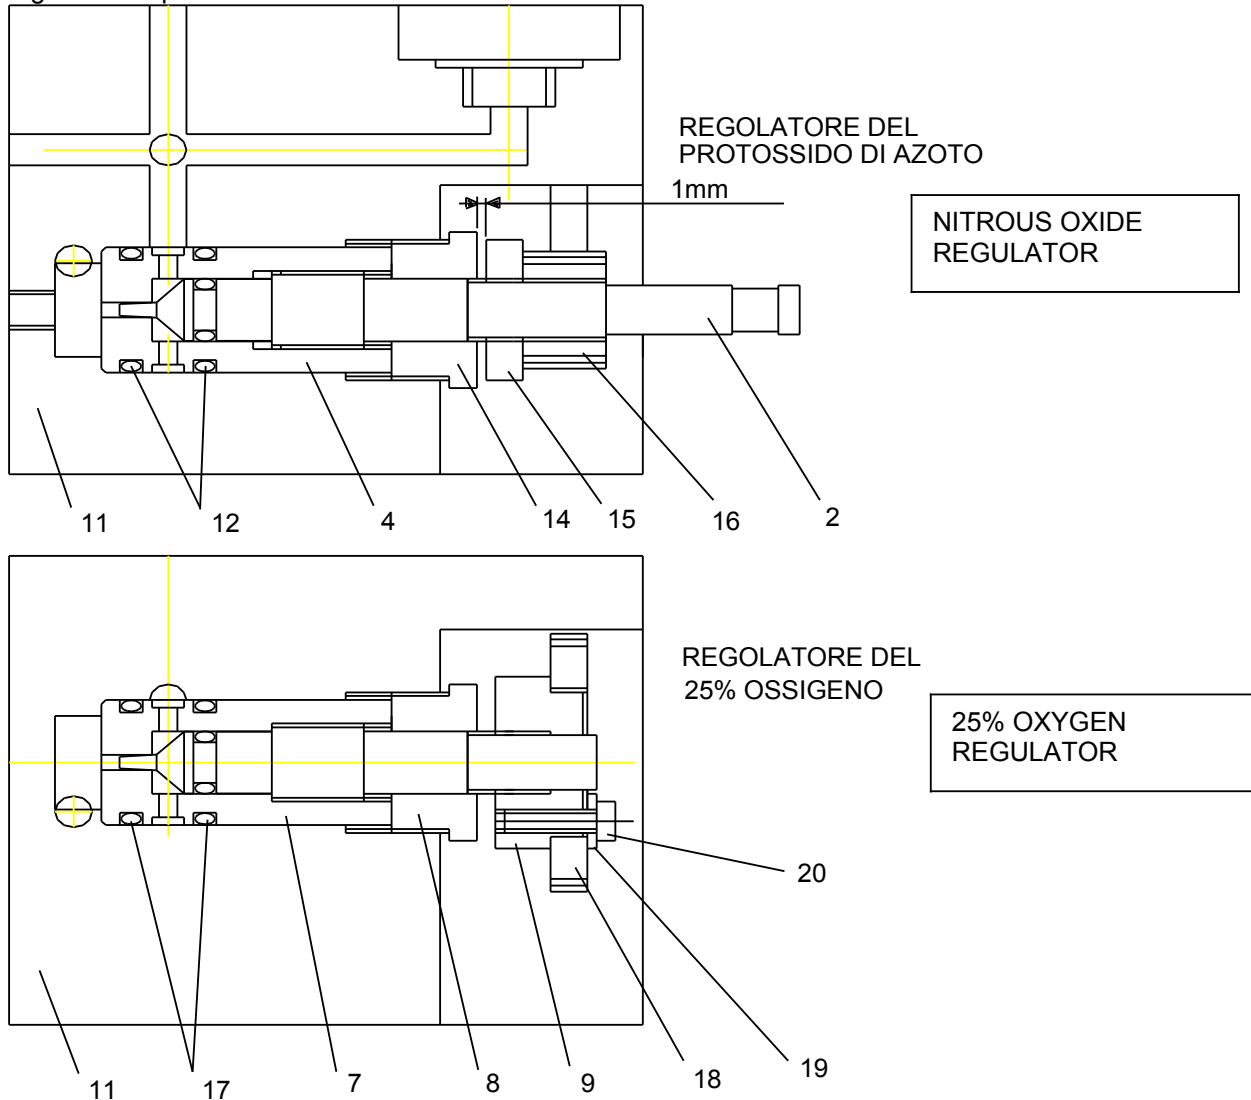 REGOLATORE DEL
PROTOSSIDO DI AZOTO
1mm
NITROUS OXIDE
REGULATOR
11
12
4
14
15
16
2
REGOLATORE DEL
25% OSSIGENO
25% OXYGEN
REGULATOR
20
11
17
7
8
9
18
19